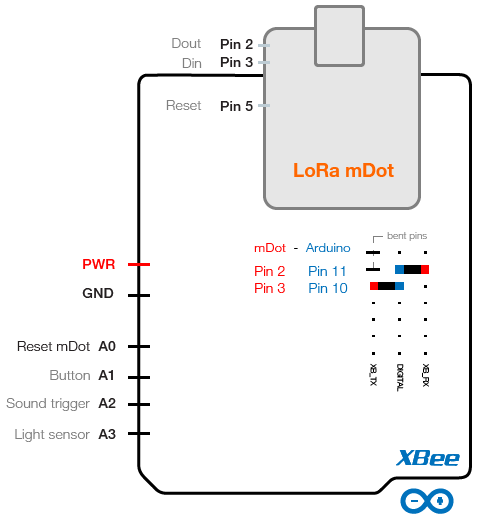 Dout Pin 2
Din Pin 3
Reset Pin 5
LoRa mDot
bent pins
mDot - Arduino
Pin 2 Pin 11
Pin 3 Pin 10
PWR
GND
Reset mDot A0
Button A1
Sound trigger A2
Light sensor A3
XB_TX
DIGITAL
XB_RX
XBee